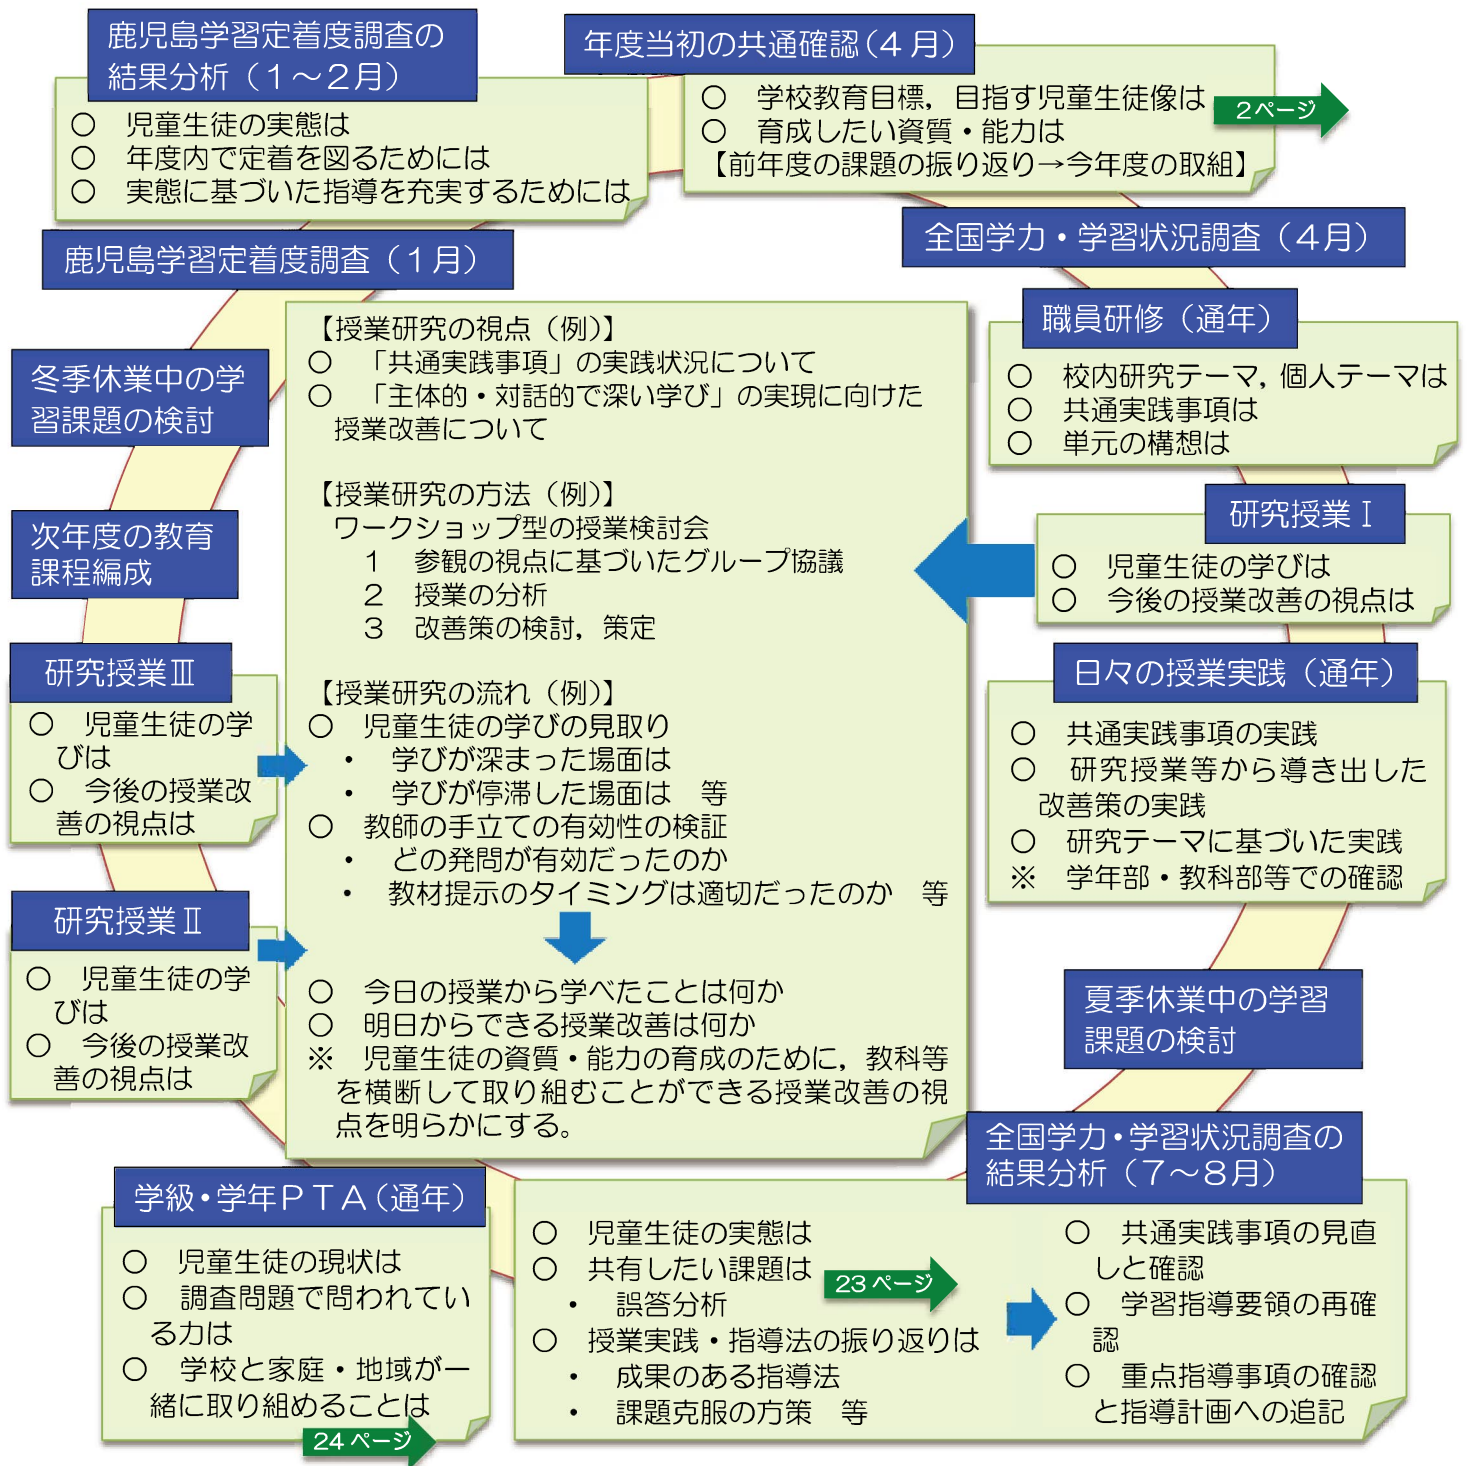 鹿児島学習定着度調査の
結果分析（１～２月）
○　児童生徒の実態は
○　年度内で定着を図るためには
○　実態に基づいた指導を充実するためには
年度当初の共通確認（４月）
○　学校教育目標，目指す児童生徒像は
○　育成したい資質・能力は
【前年度の課題の振り返り→今年度の取組】
2ページ
全国学力・学習状況調査（４月）
職員研修（通年）
○　校内研究テーマ，個人テーマは
○　共通実践事項は
○　単元の構想は
研究授業Ⅰ
○　児童生徒の学びは
○　今後の授業改善の視点は
日々の授業実践（通年）
○　共通実践事項の実践
○　研究授業等から導き出した
改善策の実践
○　研究テーマに基づいた実践
※　学年部・教科部等での確認
夏季休業中の学習
課題の検討
全国学力・学習状況調査の
結果分析（７～８月）
○　児童生徒の実態は
○　共有したい課題は
・　誤答分析
○　授業実践・指導法の振り返りは
・　成果のある指導法
・　課題克服の方策　等
23 ページ
○　共通実践事項の見直
しと確認
○　学習指導要領の再確
認
○　重点指導事項の確認
と指導計画への追記
学級・学年ＰＴＡ（通年）
○　児童生徒の現状は
○　調査問題で問われてい
る力は
○　学校と家庭・地域が一
緒に取り組めることは
24 ページ
研究授業Ⅱ
○　児童生徒の学
びは
○　今後の授業改
善の視点は
研究授業Ⅲ
○　児童生徒の学
びは
○　今後の授業改
善の視点は
次年度の教育
課程編成
冬季休業中の学
習課題の検討
鹿児島学習定着度調査（１月）
【授業研究の視点（例）】
○　「共通実践事項」の実践状況について
○　「主体的・対話的で深い学び」の実現に向けた
授業改善について
【授業研究の方法（例）】
ワークショップ型の授業検討会
１　参観の視点に基づいたグループ協議
２　授業の分析
３　改善策の検討，策定
【授業研究の流れ（例）】
○　児童生徒の学びの見取り
・　学びが深まった場面は
・　学びが停滞した場面は　等
○　教師の手立ての有効性の検証
・　どの発問が有効だったのか
・　教材提示のタイミングは適切だったのか　等
○　今日の授業から学べたことは何か
○　明日からできる授業改善は何か
※　児童生徒の資質・能力の育成のために，教科等
を横断して取り組むことができる授業改善の視
点を明らかにする。